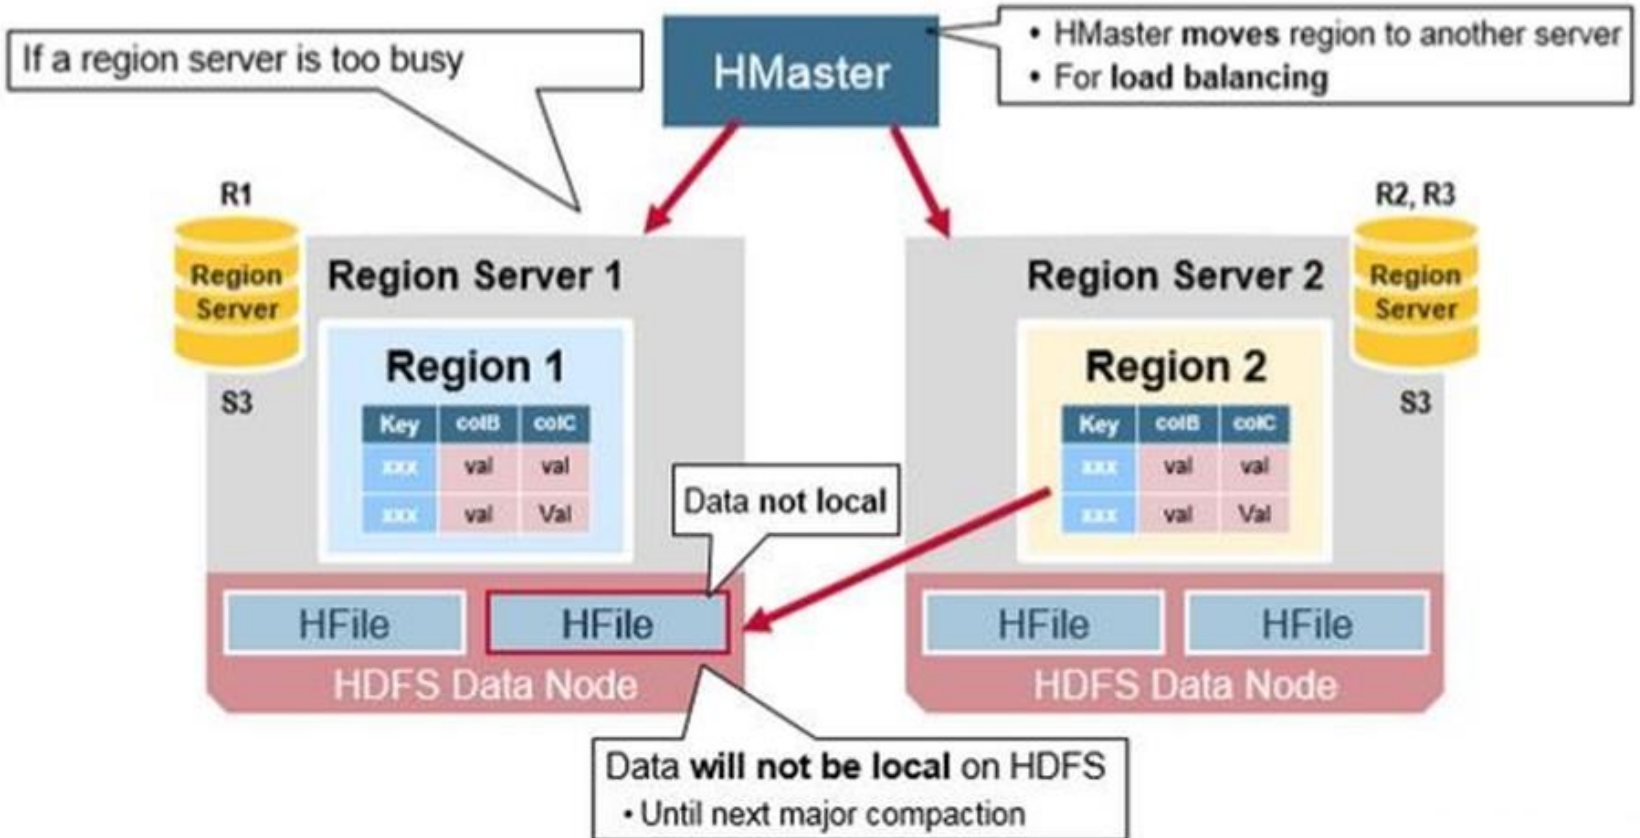 If a region server is too busy
HMaster
• HMaster moves region to another server
• For load balancing
R1
Region
Server
S3
Region Server 1
Region 1
Key colB colC
xxx val val
xxx val Val
Data not local
HFile HFile
HDFS Data Node
R2, R3
Region
Server
S3
Region Server 2
Region 2
Key colB colC
xxx val val
xxx val Val
HFile HFile
HDFS Data Node
Data will not be local on HDFS
• Until next major compaction